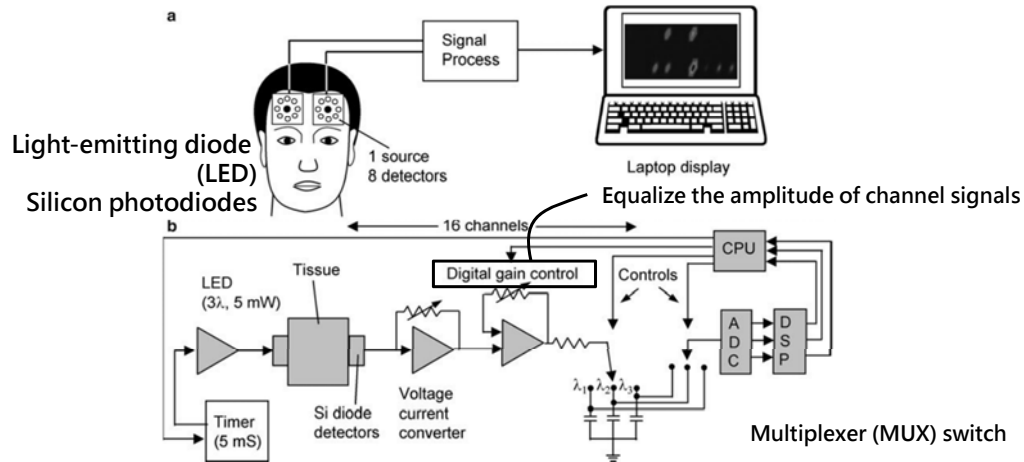 a
Signal
Process
Light-emitting diode
(LED)
Silicon photodiodes
1 source
8 detectors
Laptop display
Equalize the amplitude of channel signals
b
16 channels
CPU
Digital gain control
Controls
Tissue
LED
(3λ, 5 mW)
A
D
C
D
S
P
λ1 λ2 λ3
Voltage
current
converter
Si diode
detectors
Timer
(5 mS)
Multiplexer (MUX) switch